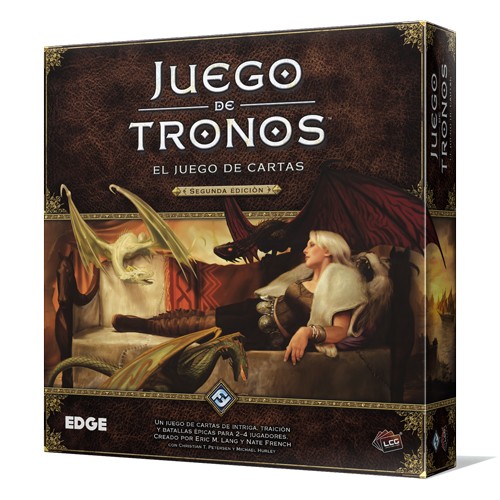 JUEGO
DE
TRONOS
EL JUEGO DE CARTAS
SEGUNDA EDICIÓN
UN JUEGO DE CARTAS DE INTRIGA, TRAICIÓN
Y BATALLAS ÉPICAS PARA 2-4 JUGADORES.
CREADO POR ERIC M. LANG Y NATE FRENCH
CON CHRISTIAN T. PETERSEN Y MICHAEL HURLEY
EDGE
LCG
JUEGO
DE
TRONOS